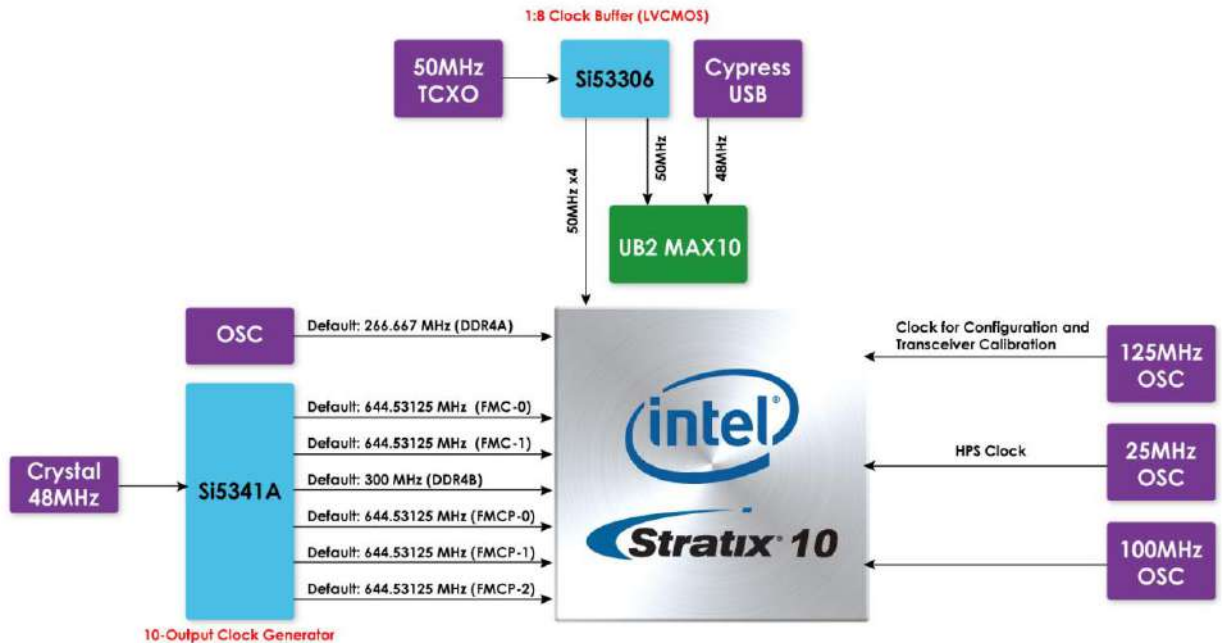 1:8 Clock Buffer (LVCMOS)
50MHz
TCXO
Si53306
Cypress
USB
50MHz x4
50MHz
48MHz
UB2 MAX10
OSC
Default: 266.667 MHz (DDR4A)
Clock for Configuration and
Transceiver Calibration
125MHz
OSC
Crystal
48MHz
Si5341A
Default: 644.53125 MHz (FMC-0)
Default: 644.53125 MHz (FMC-1)
Default: 300 MHz (DDR4B)
Default: 644.53125 MHz (FMCP-0)
Default: 644.53125 MHz (FMCP-1)
Default: 644.53125 MHz (FMCP-2)
intel®
Stratix® 10
HPS Clock
25MHz
OSC
100MHz
OSC
10-Output Clock Generator